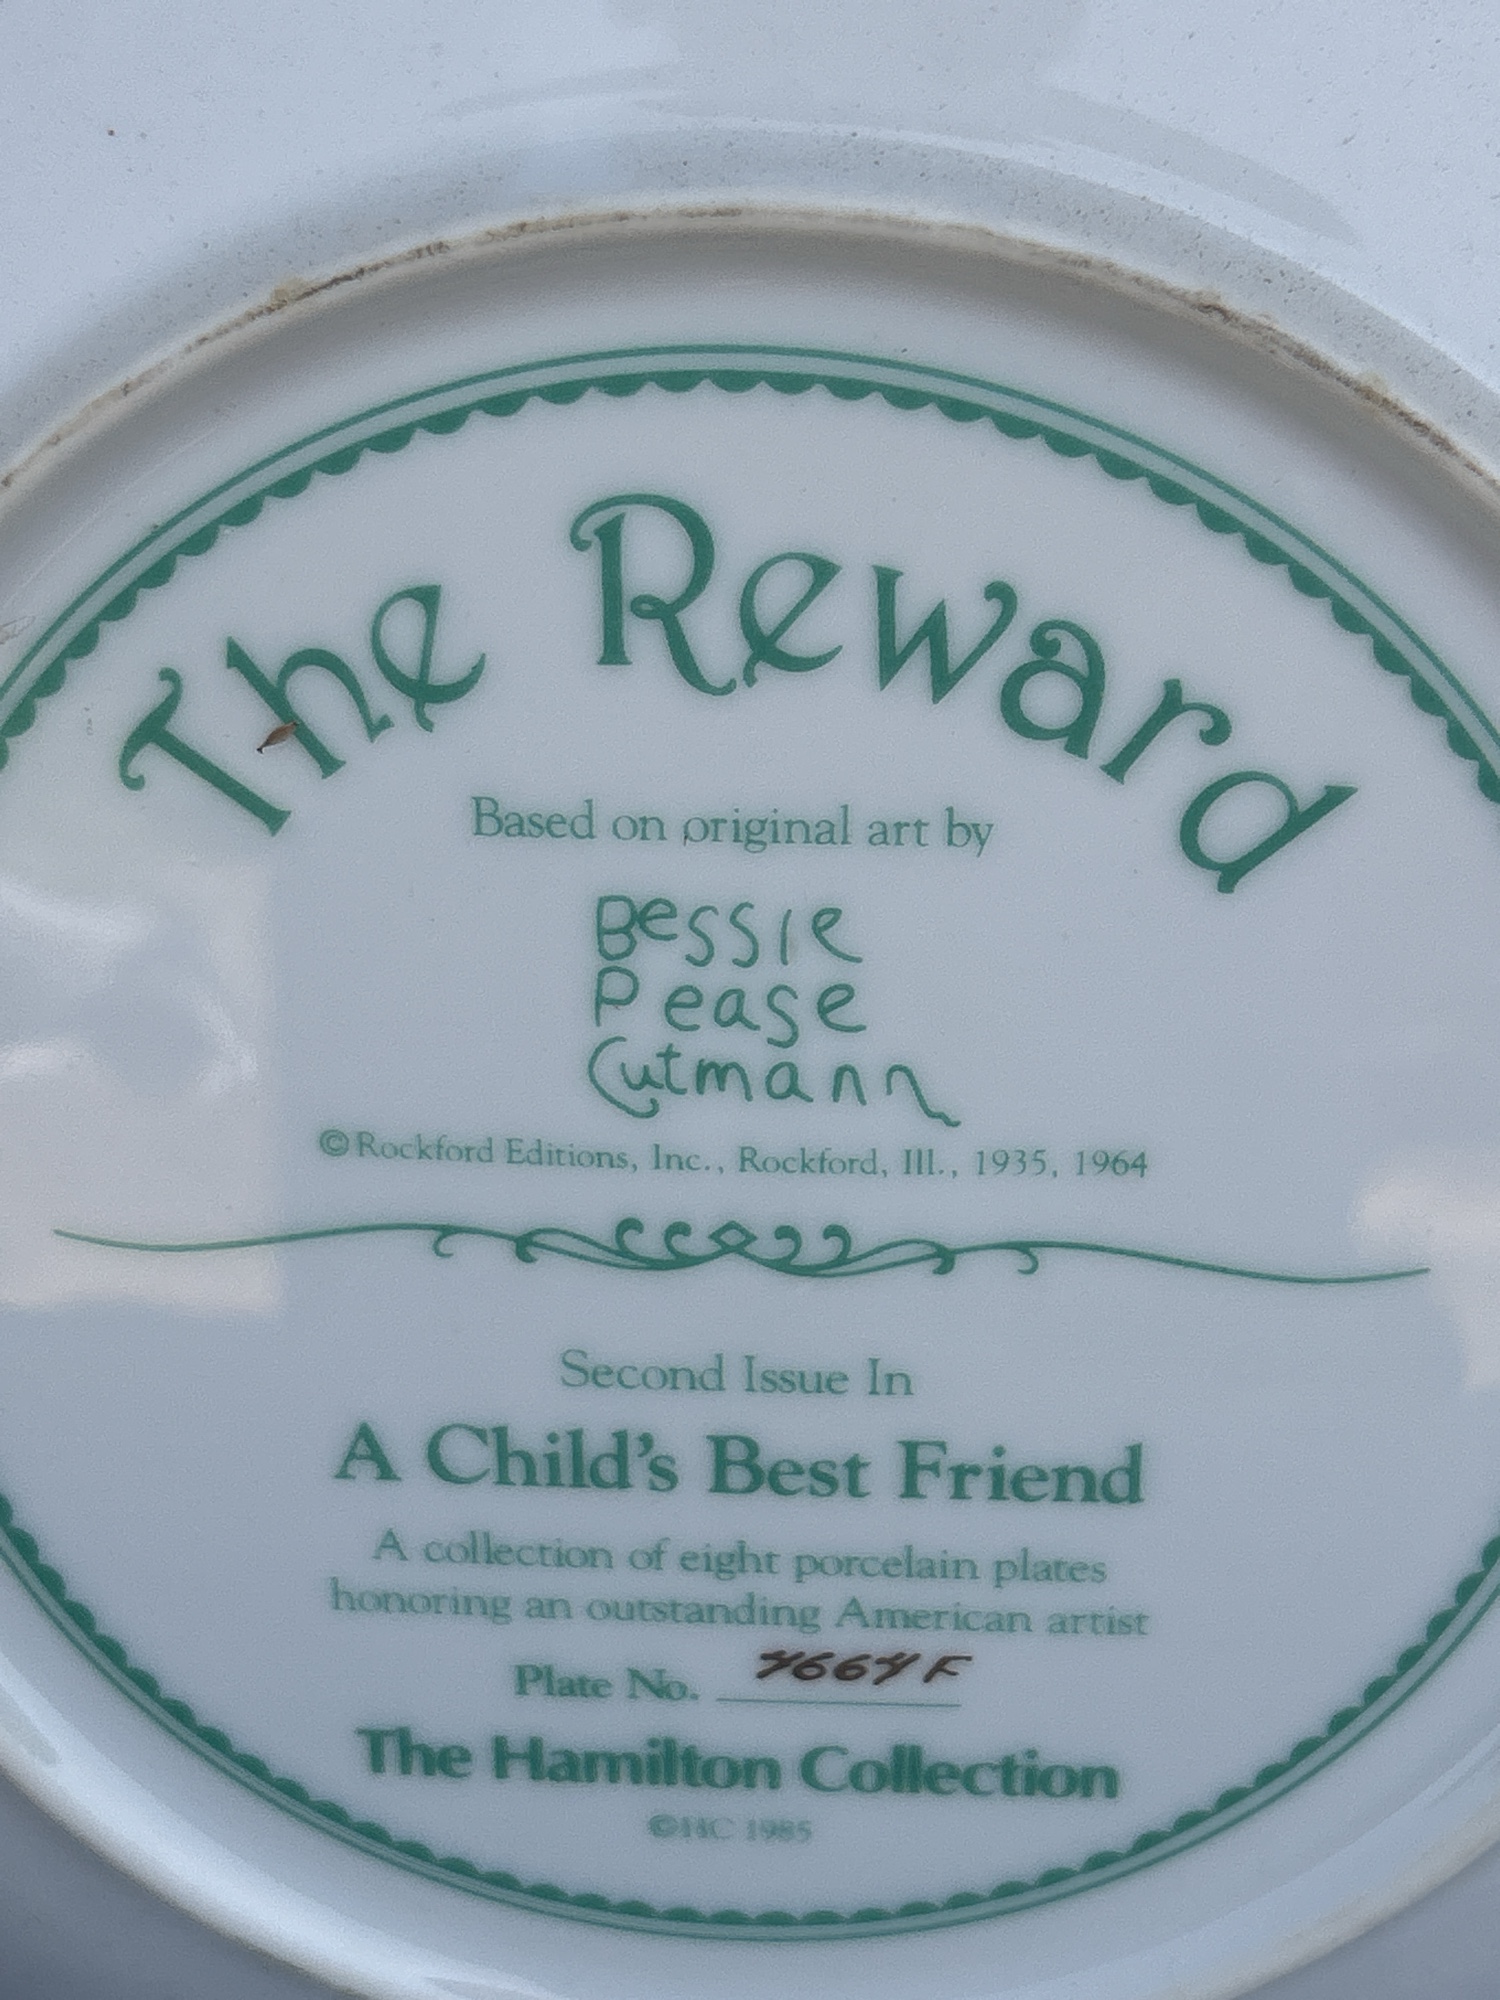 The Reward
Based on original art by
Bessie
Pease
Gutmann
©Rockford Editions, Inc., Rockford, Ill., 1935, 1964
Second Issue In
A Child's Best Friend
A collection of eight porcelain plates
honoring an outstanding American artist
Plate No. 4664F
The Hamilton Collection
©HC 1985